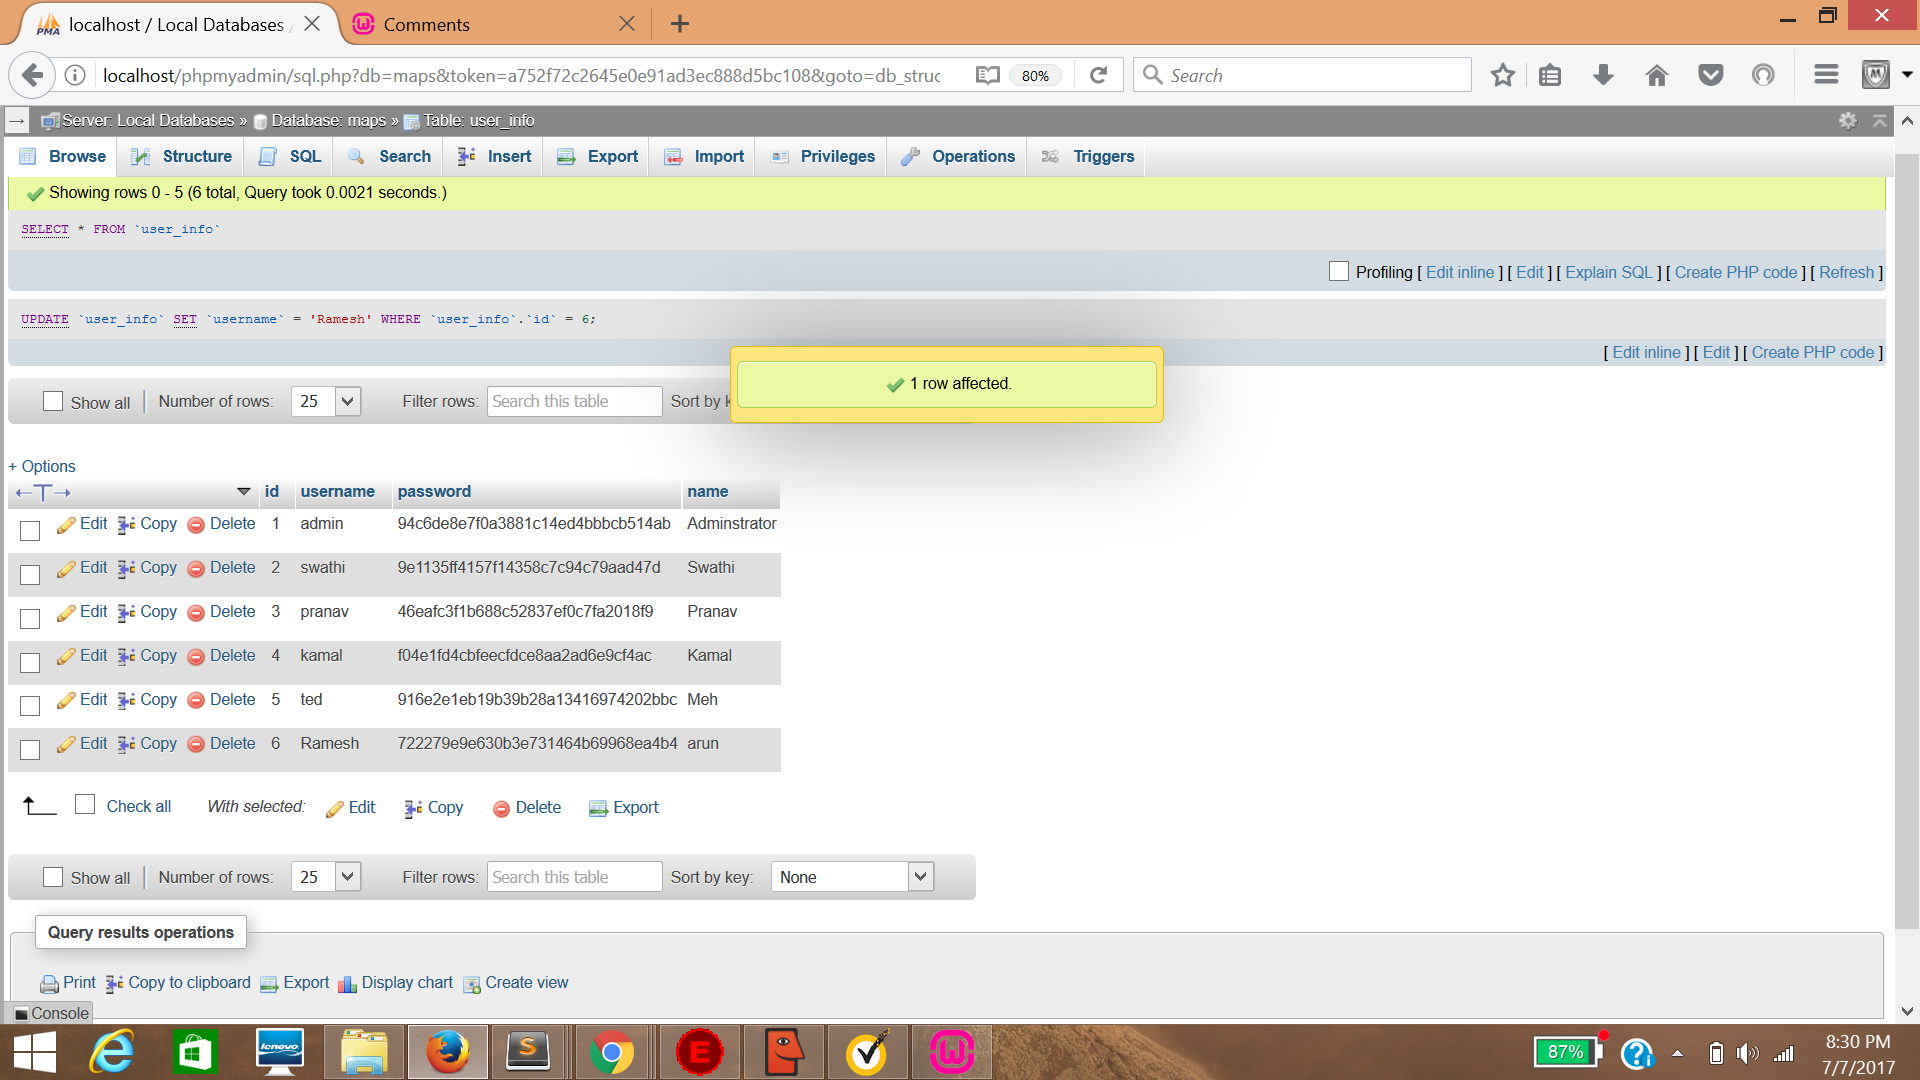 localhost / Local Databases /
Comments
localhost/phpmyadmin/sql.php?db=maps&token=a752f72c2645e0e91ad3ec888d5bc108&goto=db_struc
80%
Search
Server: Local Databases » Database: maps » Table: user_info
Browse Structure SQL Search Insert Export Import Privileges Operations Triggers
Showing rows 0 - 5 (6 total, Query took 0.0021 seconds.)
SELECT * FROM `user_info`
Profiling [ Edit inline ] [ Edit ] [ Explain SQL ] [ Create PHP code ] [ Refresh ]
UPDATE `user_info` SET `username` = 'Ramesh' WHERE `user_info`.`id` = 6;
[ Edit inline ] [ Edit ] [ Create PHP code ]
1 row affected.
Show all Number of rows: 25 Filter rows: Search this table Sort by k
+ Options
←T→ id username password name
Edit Copy Delete 1 admin 94c6de8e7f0a3881c14ed4bbbcb514ab Adminstrator
Edit Copy Delete 2 swathi 9e1135ff4157f14358c7c94c79aad47d Swathi
Edit Copy Delete 3 pranav 46eafc3f1b688c52837ef0c7fa2018f9 Pranav
Edit Copy Delete 4 kamal f04e1fd4cbfeecfdce8aa2ad6e9cf4ac Kamal
Edit Copy Delete 5 ted 916e2e1eb19b39b28a13416974202bbc Meh
Edit Copy Delete 6 Ramesh 722279e9e630b3e731464b69968ea4b4 arun
Check all With selected: Edit Copy Delete Export
Show all Number of rows: 25 Filter rows: Search this table Sort by key: None
Query results operations
Print Copy to clipboard Export Display chart Create view
Console
lenovo
87%
8:30 PM
7/7/2017